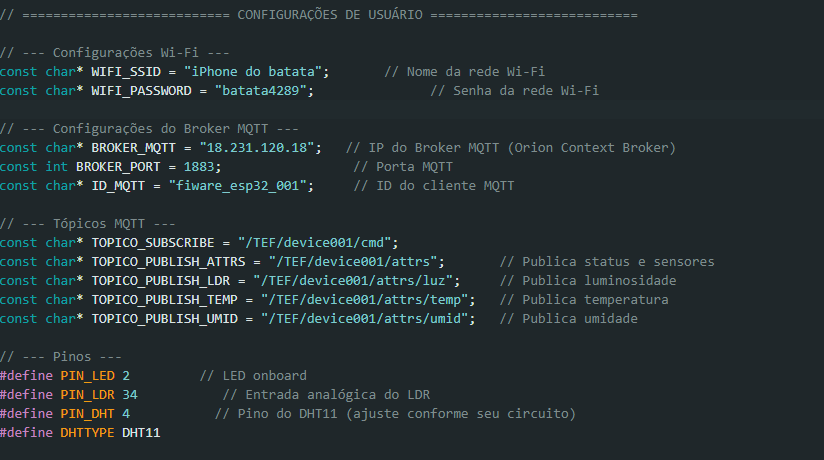 // =========================== CONFIGURAÇÕES DE USUÁRIO ===========================
// --- Configurações Wi-Fi ---
const char* WIFI_SSID = "iPhone do batata";       // Nome da rede Wi-Fi
const char* WIFI_PASSWORD = "batata4289";               // Senha da rede Wi-Fi
// --- Configurações do Broker MQTT ---
const char* BROKER_MQTT = "18.231.120.18";   // IP do Broker MQTT (Orion Context Broker)
const int BROKER_PORT = 1883;                 // Porta MQTT
const char* ID_MQTT = "fiware_esp32_001";     // ID do cliente MQTT
// --- Tópicos MQTT ---
const char* TOPICO_SUBSCRIBE = "/TEF/device001/cmd";
const char* TOPICO_PUBLISH_ATTRS = "/TEF/device001/attrs";       // Publica status e sensores
const char* TOPICO_PUBLISH_LDR = "/TEF/device001/attrs/luz";     // Publica luminosidade
const char* TOPICO_PUBLISH_TEMP = "/TEF/device001/attrs/temp";   // Publica temperatura
const char* TOPICO_PUBLISH_UMID = "/TEF/device001/attrs/umid";   // Publica umidade
// --- Pinos ---
#define PIN_LED 2         // LED onboard
#define PIN_LDR 34           // Entrada analógica do LDR
#define PIN_DHT 4           // Pino do DHT11 (ajuste conforme seu circuito)
#define DHTTYPE DHT11